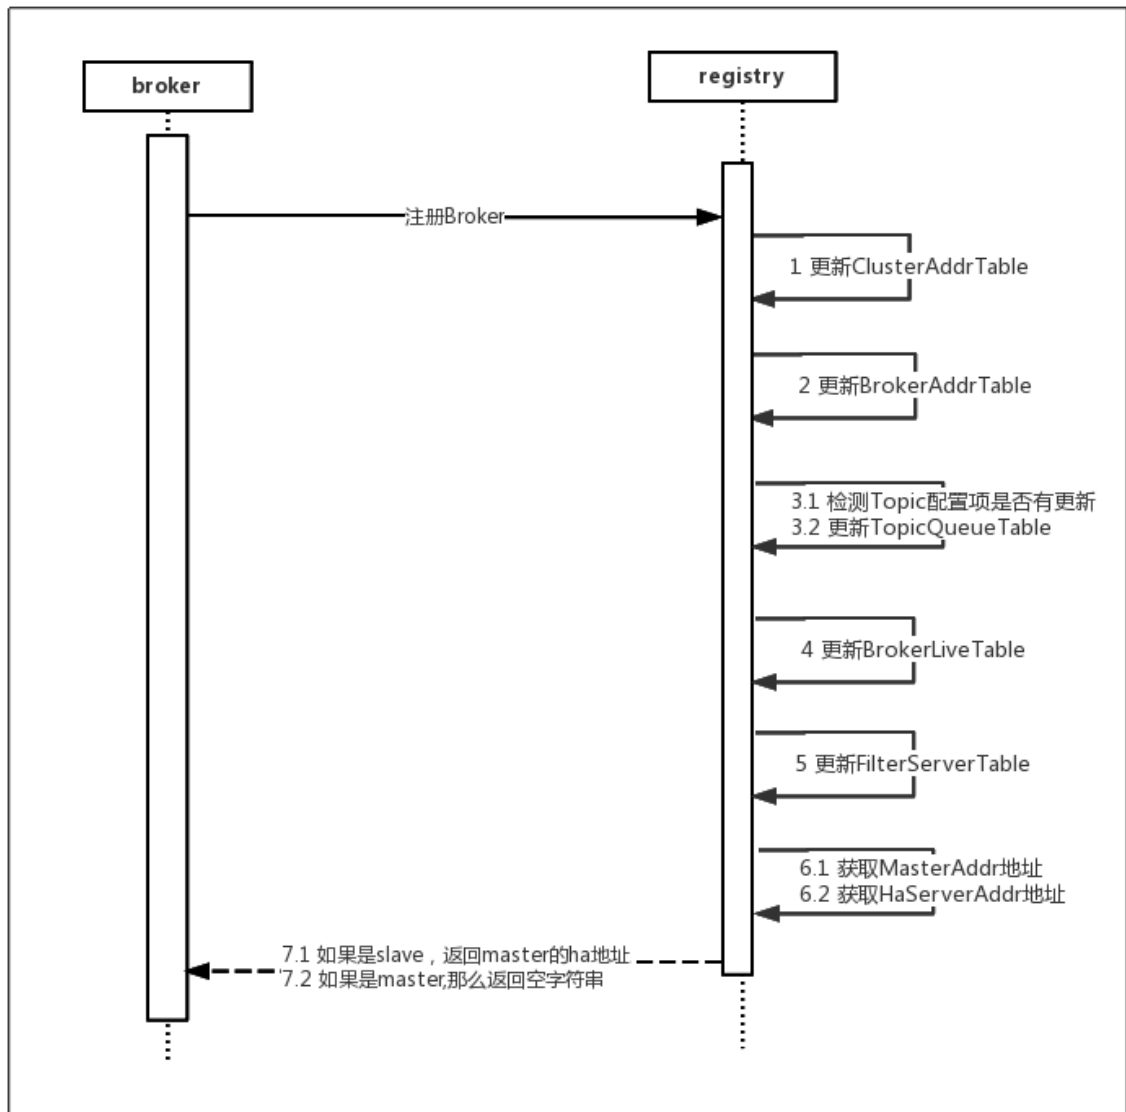 broker
registry
注册Broker
1 更新ClusterAddrTable
2 更新BrokerAddrTable
3.1 检测Topic配置项是否有更新
3.2 更新TopicQueueTable
4 更新BrokerLiveTable
5 更新FilterServerTable
6.1 获取MasterAddr地址
6.2 获取HaServerAddr地址
7.1 如果是slave，返回master的ha地址
7.2 如果是master,那么返回空字符串